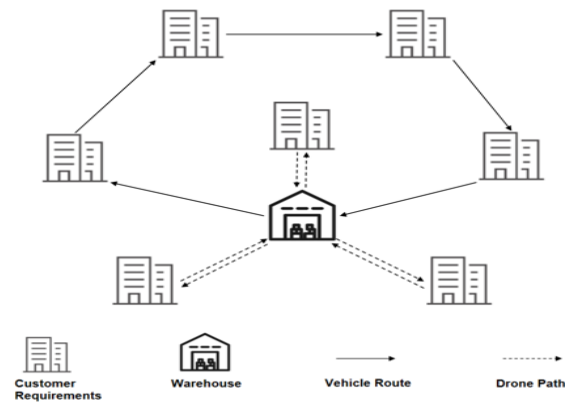 Customer
Requirements
Warehouse
Vehicle Route
Drone Path